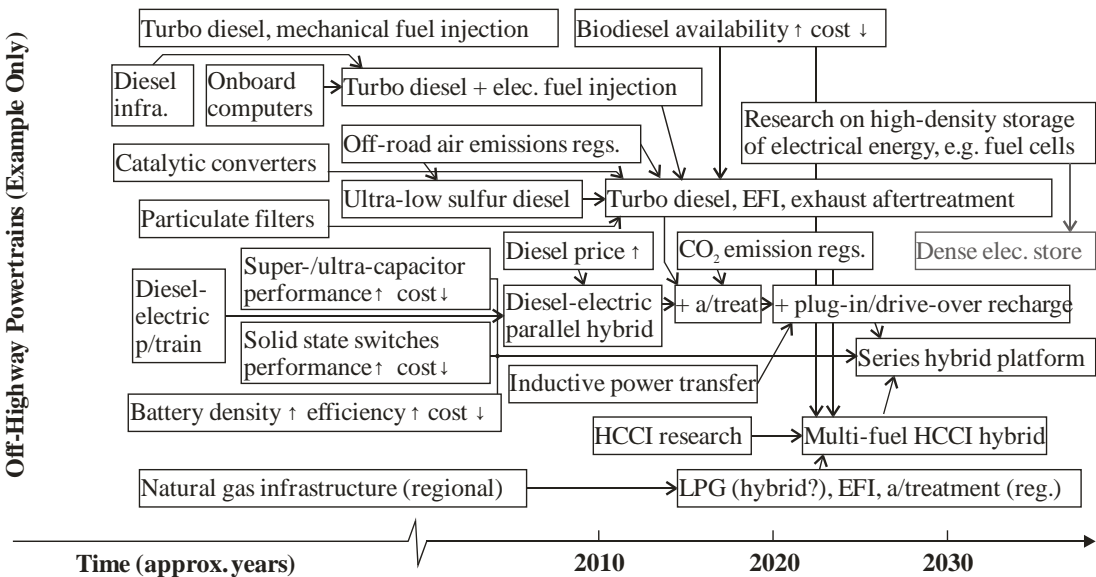 Off-Highway Powertrains (Example Only)
Turbo diesel, mechanical fuel injection
Biodiesel availability ↑ cost ↓
Diesel
infra.
Onboard
computers
Turbo diesel + elec. fuel injection
Research on high-density storage
of electrical energy, e.g. fuel cells
Off-road air emissions regs.
Catalytic converters
Ultra-low sulfur diesel
Turbo diesel, EFI, exhaust aftertreatment
Particulate filters
Diesel price ↑
CO₂ emission regs.
Dense elec. store
Super-/ultra-capacitor
performance↑ cost↓
Diesel-
electric
p/train
Diesel-electric
parallel hybrid
+ a/treat
+ plug-in/drive-over recharge
Solid state switches
performance↑ cost↓
Series hybrid platform
Inductive power transfer
Battery density ↑ efficiency↑ cost ↓
HCCI research
Multi-fuel HCCI hybrid
Natural gas infrastructure (regional)
LPG (hybrid?), EFI, a/treatment (reg.)
Time (approx. years)
2010
2020
2030